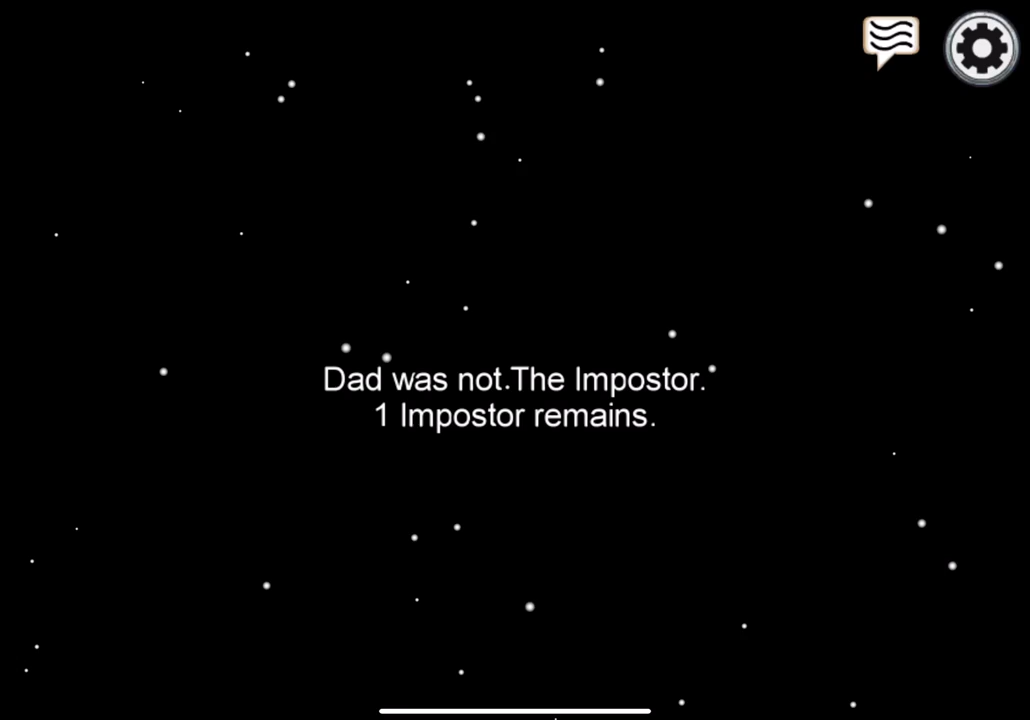 Dad was not The Impostor.
1 Impostor remains.